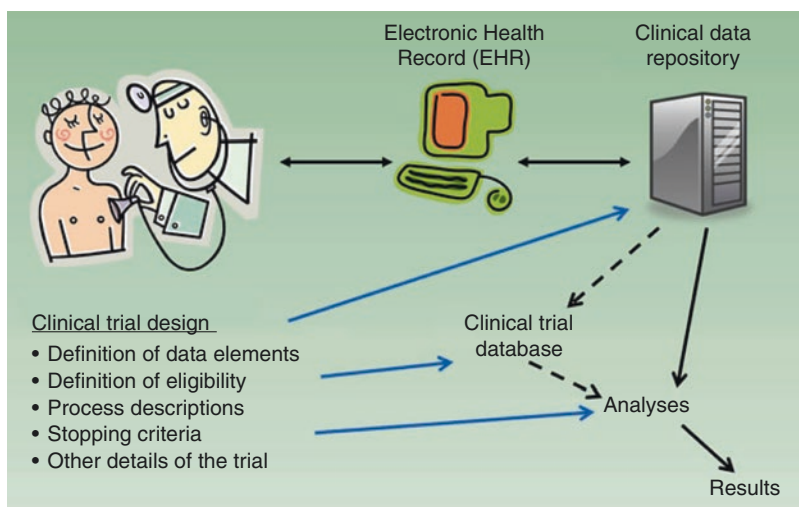 Electronic Health
Record (EHR)
Clinical data
repository
Clinical trial design
• Definition of data elements
• Definition of eligibility
• Process descriptions
• Stopping criteria
• Other details of the trial
Clinical trial
database
Analyses
Results